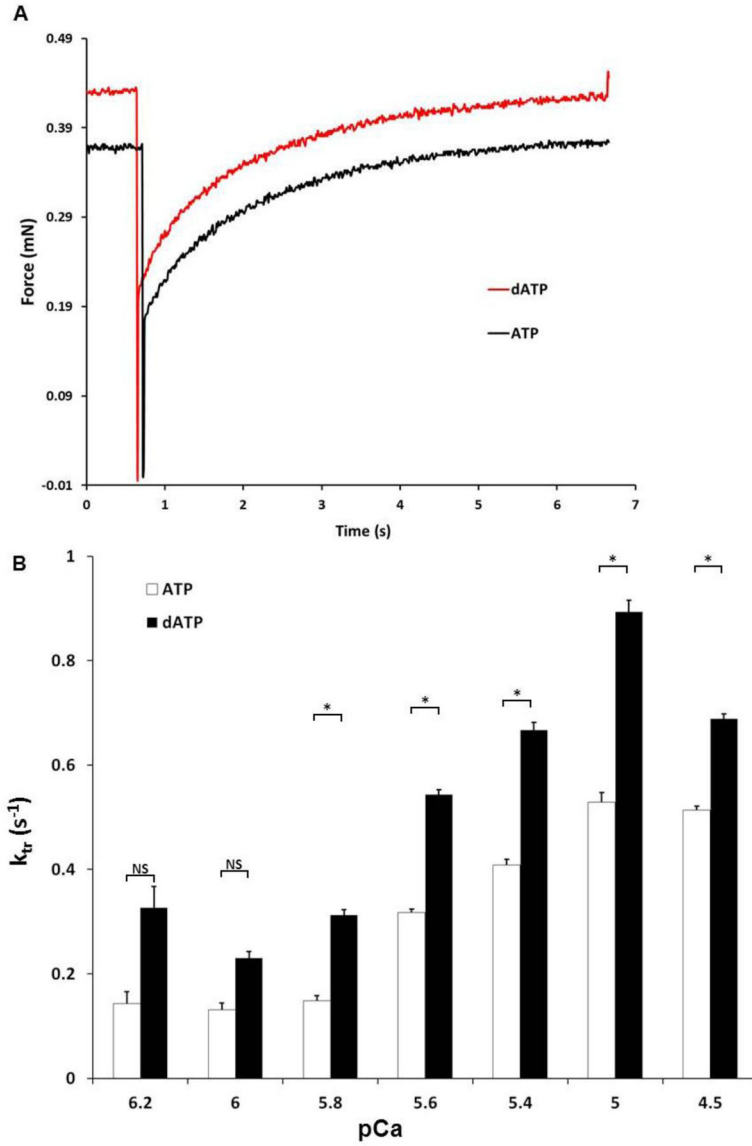 A
0.49
0.39
0.29
0.19
0.09
-0.01
Force (mN)
dATP
ATP
0 1 2 3 4 5 6 7
Time (s)
B
1
0.8
0.6
0.4
0.2
0
k_tr (s⁻¹)
ATP
dATP
NS NS * * * * *
6.2 6 5.8 5.6 5.4 5 4.5
pCa